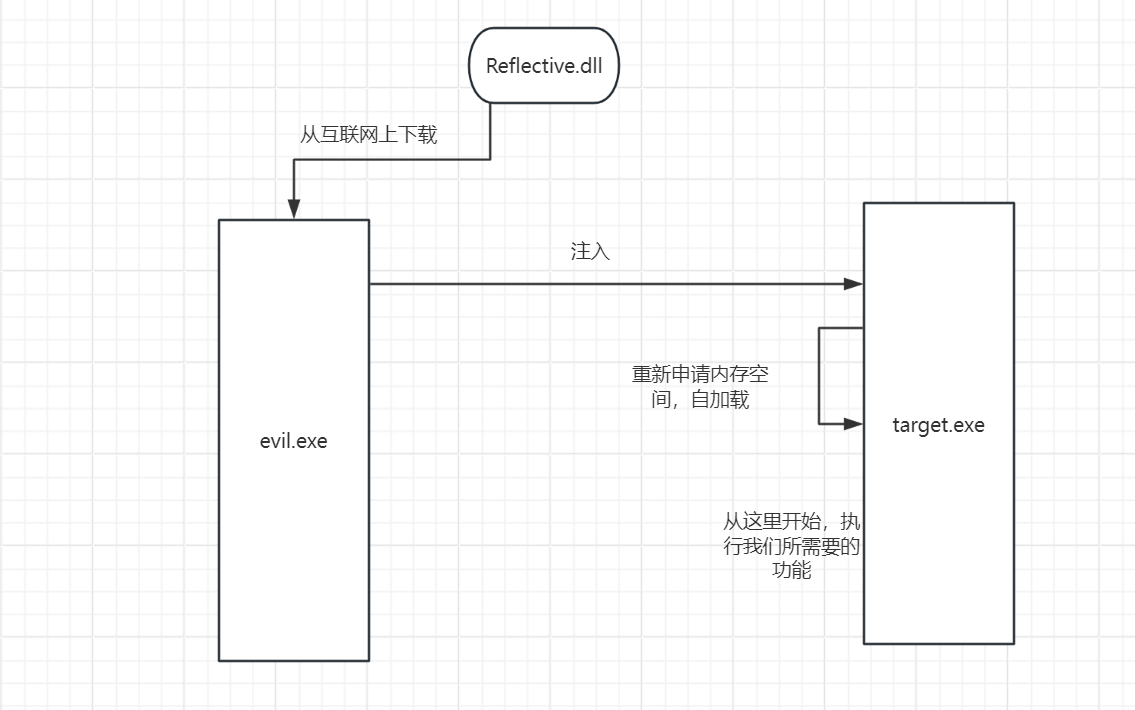 Reflective.dll
从互联网上下载
注入
重新申请内存空
间，自加载
evil.exe
target.exe
从这里开始，执
行我们所需要的
功能